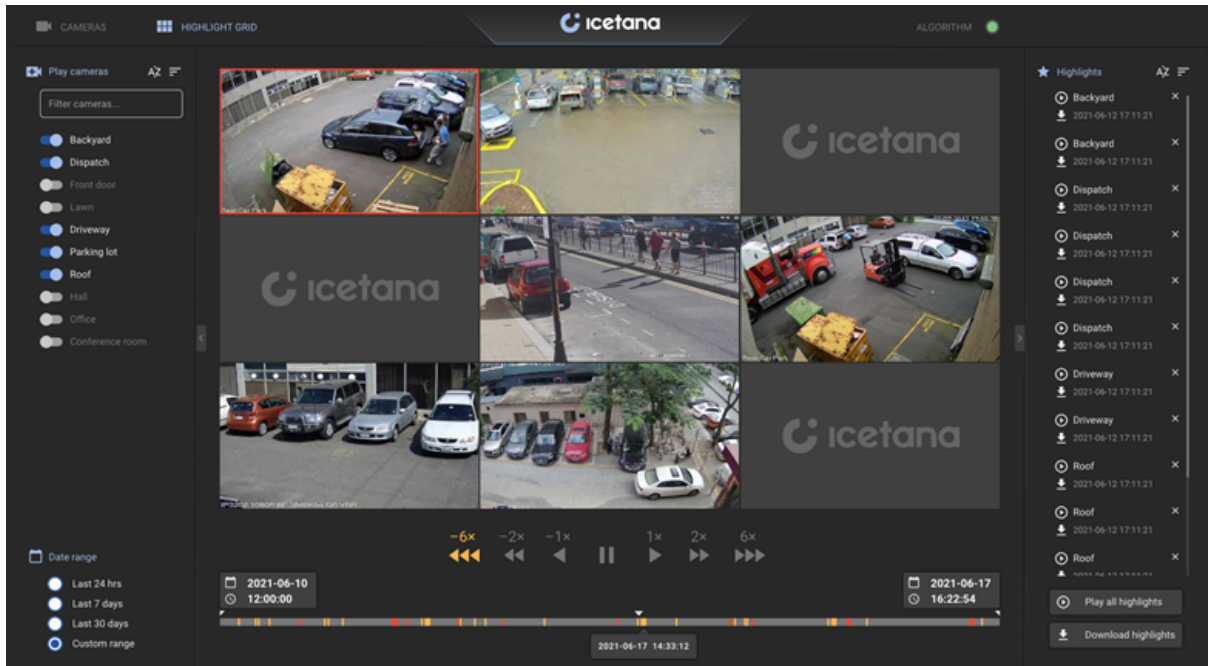 CAMERAS
HIGHLIGHT GRID
icetana
ALGORITHM
Play cameras
AZ
Filter cameras...
Backyard
Dispatch
Front door
Lawn
Driveway
Parking lot
Roof
Hall
Office
Conference room
Date range
Last 24 hrs
Last 7 days
Last 30 days
Custom range
icetana
icetana
icetana
−6×
−2×
−1×
1×
2×
6×
2021-06-10
12:00:00
2021-06-17
16:22:54
2021-06-17 14:33:12
Highlights
AZ
Backyard
2021-06-12 17:11:21
Backyard
2021-06-12 17:11:21
Dispatch
2021-06-12 17:11:21
Dispatch
2021-06-12 17:11:21
Dispatch
2021-06-12 17:11:21
Dispatch
2021-06-12 17:11:21
Driveway
2021-06-12 17:11:21
Driveway
2021-06-12 17:11:21
Roof
2021-06-12 17:11:21
Roof
2021-06-12 17:11:21
Roof
Play all highlights
Download highlights